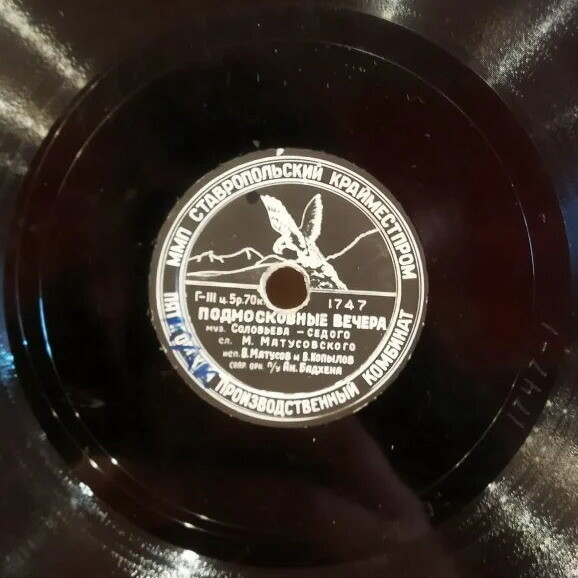 ММП СТАВРОПОЛЬСКИЙ КРАЙМЕСТПРОМ
Г-III ц. 5р.70к
1747
ПОДМОСКОВНЫЕ ВЕЧЕРА
муз. Соловьева - Седого
сл. М. Матусовского
исп. В. Матусов и В. Копылов
сопр. орк. п/у Ан. Бадхена
ПРОИЗВОДСТВЕННЫЙ КОМБИНАТ
1747